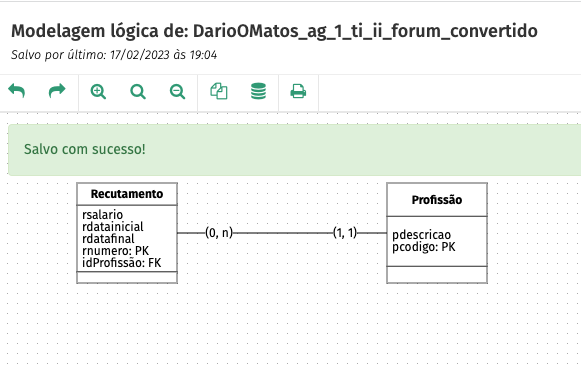 Modelagem lógica de: DarioOMatos_ag_1_ti_ii_forum_convertido
Salvo por último: 17/02/2023 às 19:04
Salvo com sucesso!
Recutamento
rsalario
rdatainicial
rdatafinal
rnumero: PK
idProfissão: FK
(0, n)
(1, 1)
Profissão
pdescricao
pcodigo: PK